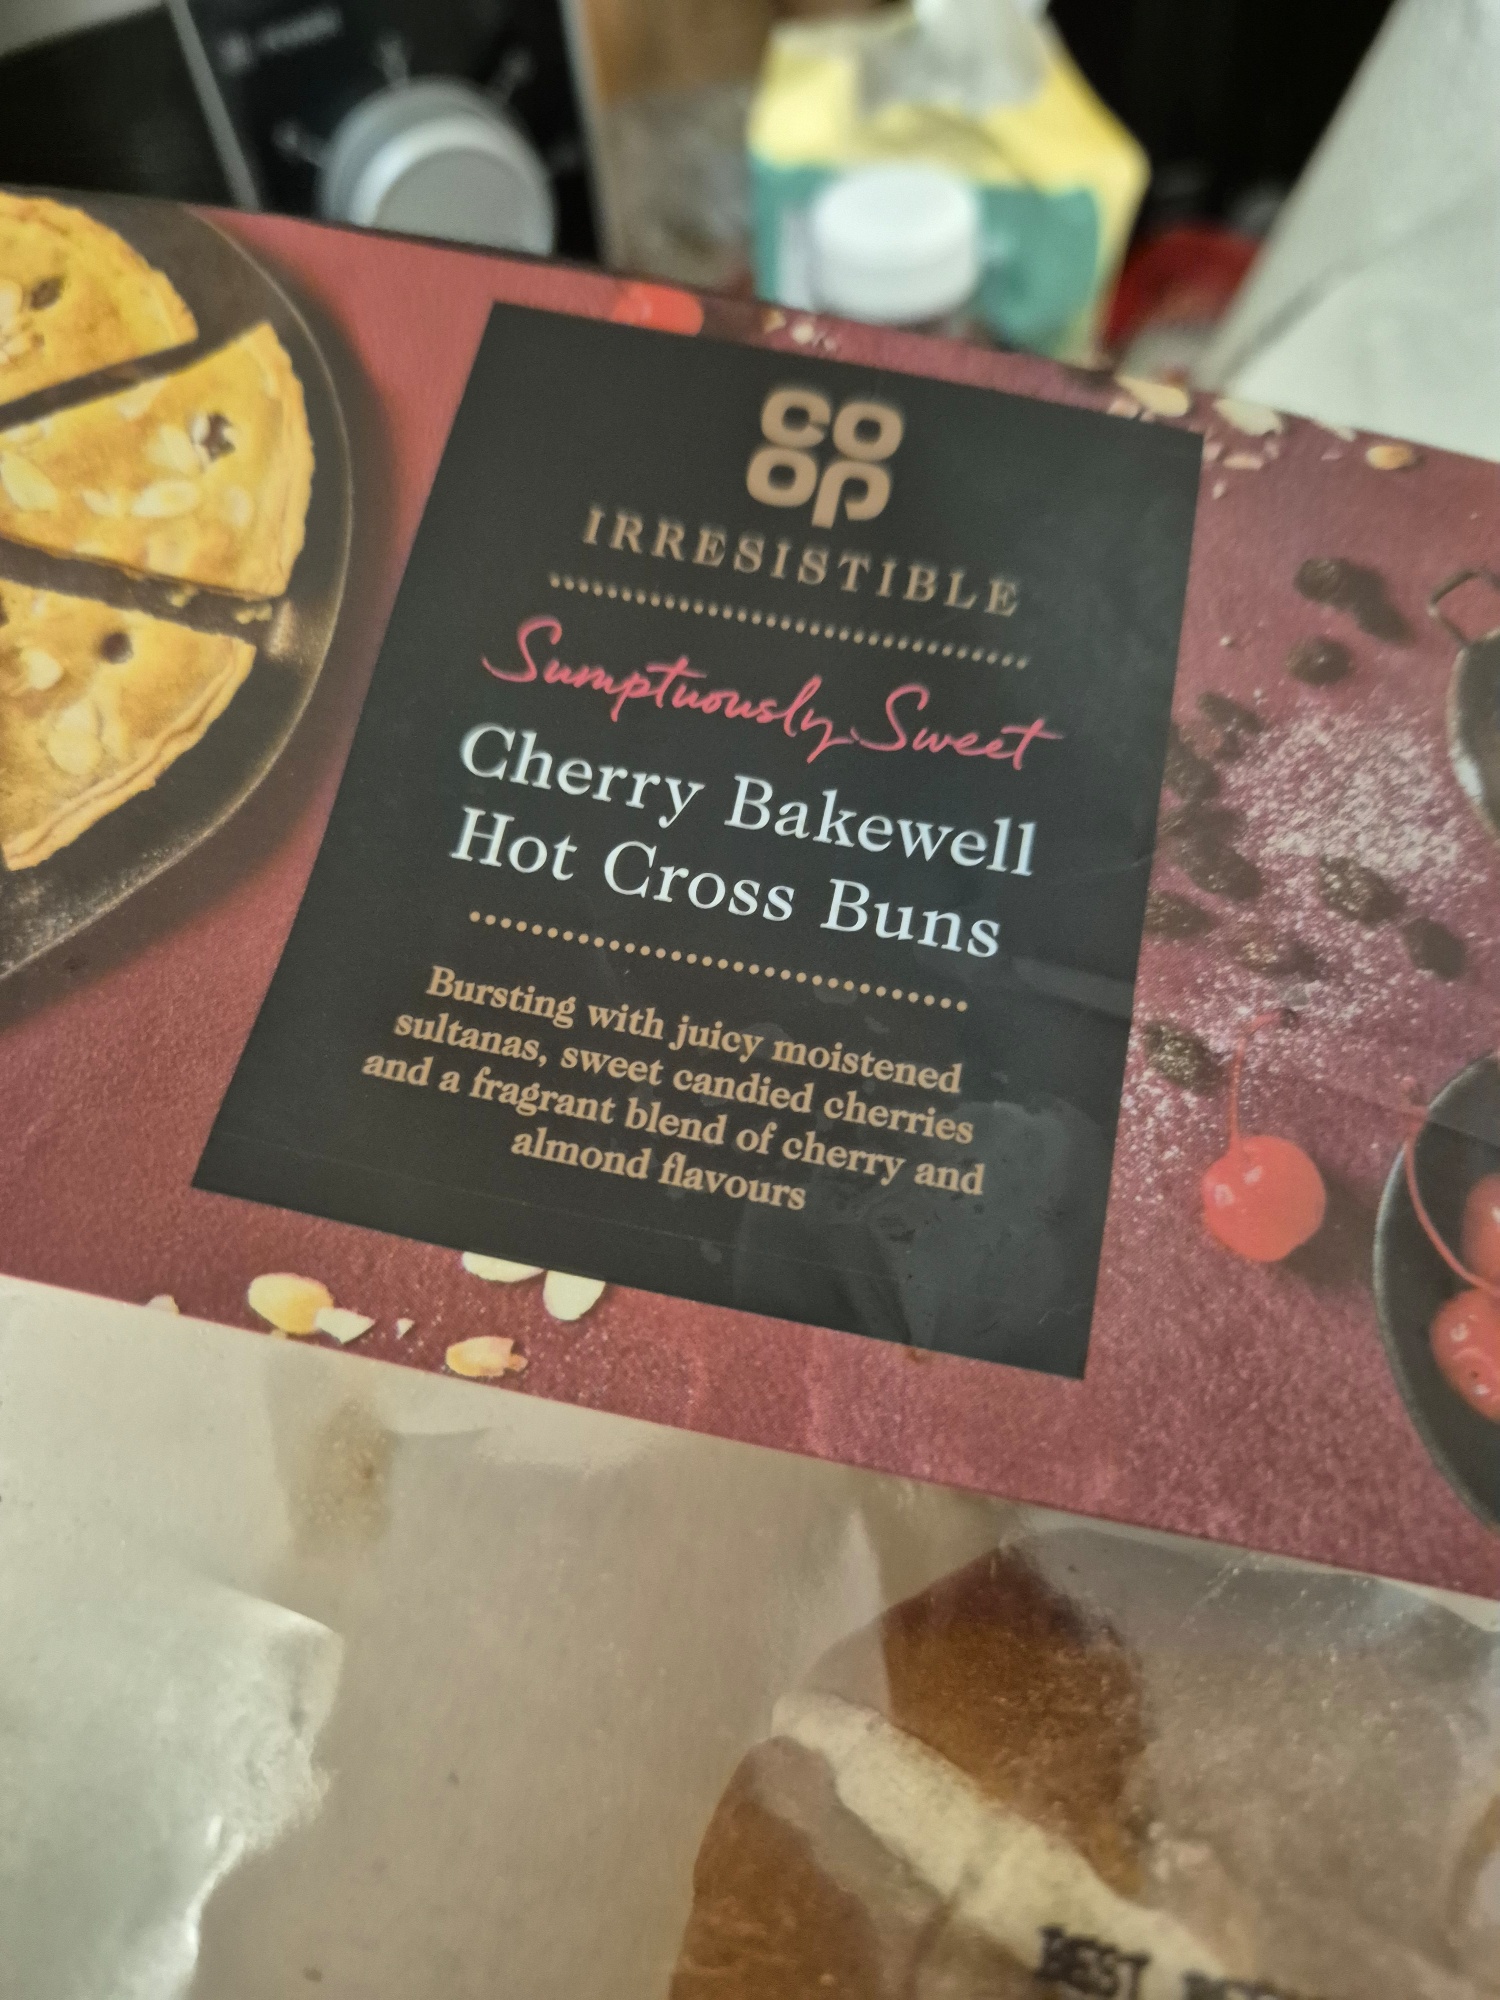 CO
OP
IRRESISTIBLE
Sumptuously Sweet
Cherry Bakewell
Hot Cross Buns
Bursting with juicy moistened
sultanas, sweet candied cherries
and a fragrant blend of cherry and
almond flavours
BEST